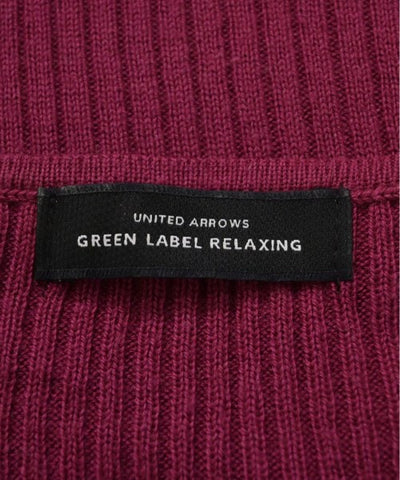 UNITED ARROWS
GREEN LABEL RELAXING